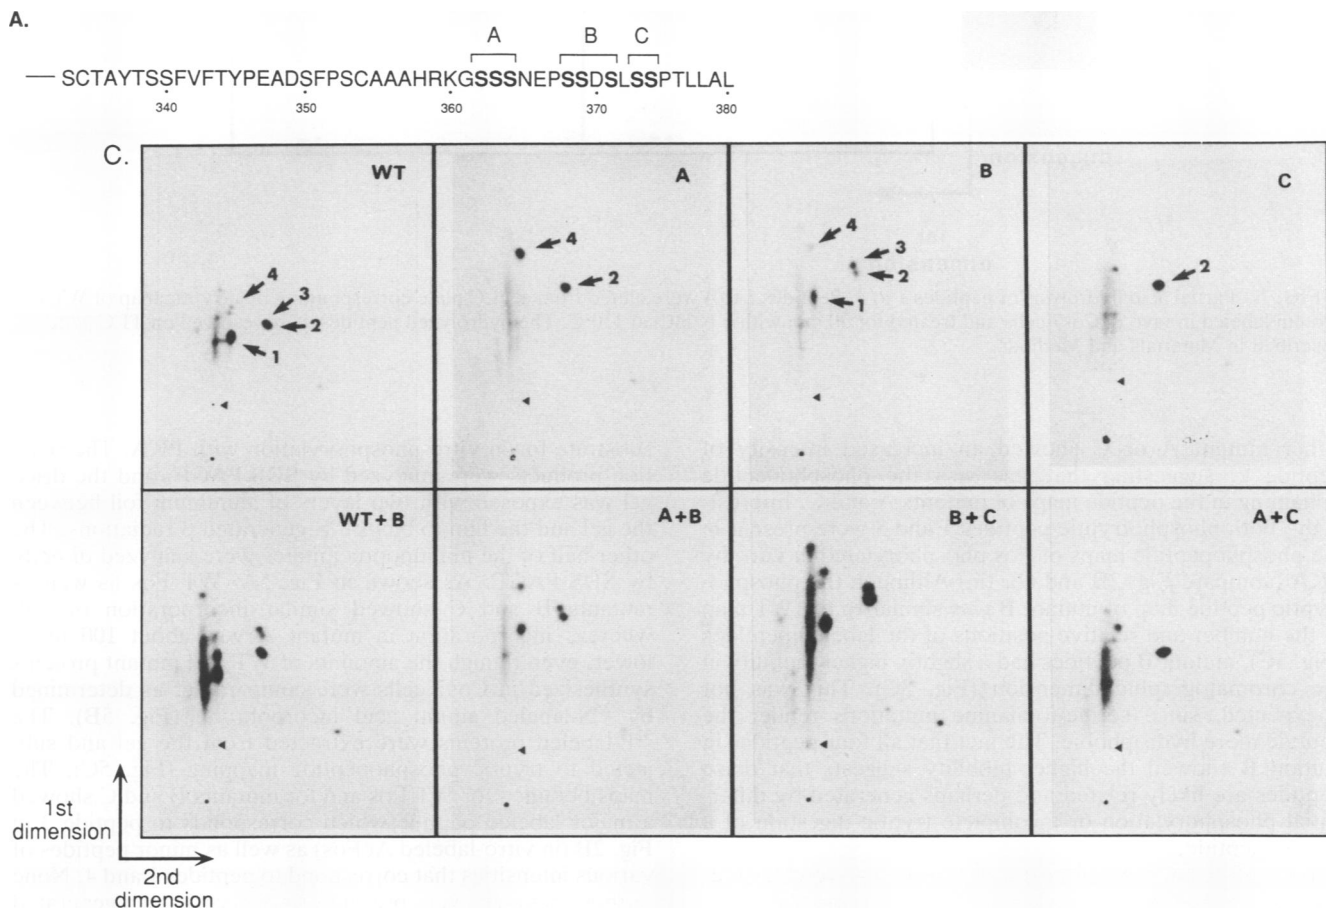 A.
A B C
SCTAYTSSFVFTYPEADSFPSCAAAHRKGSSSNEPSSDSLSSPTLLAL
340 350 360 370 380
C.
WT
4
3
2
1
A
4
2
B
4
3
2
1
C
2
WT+B
A+B
B+C
A+C
1st
dimension
2nd
dimension